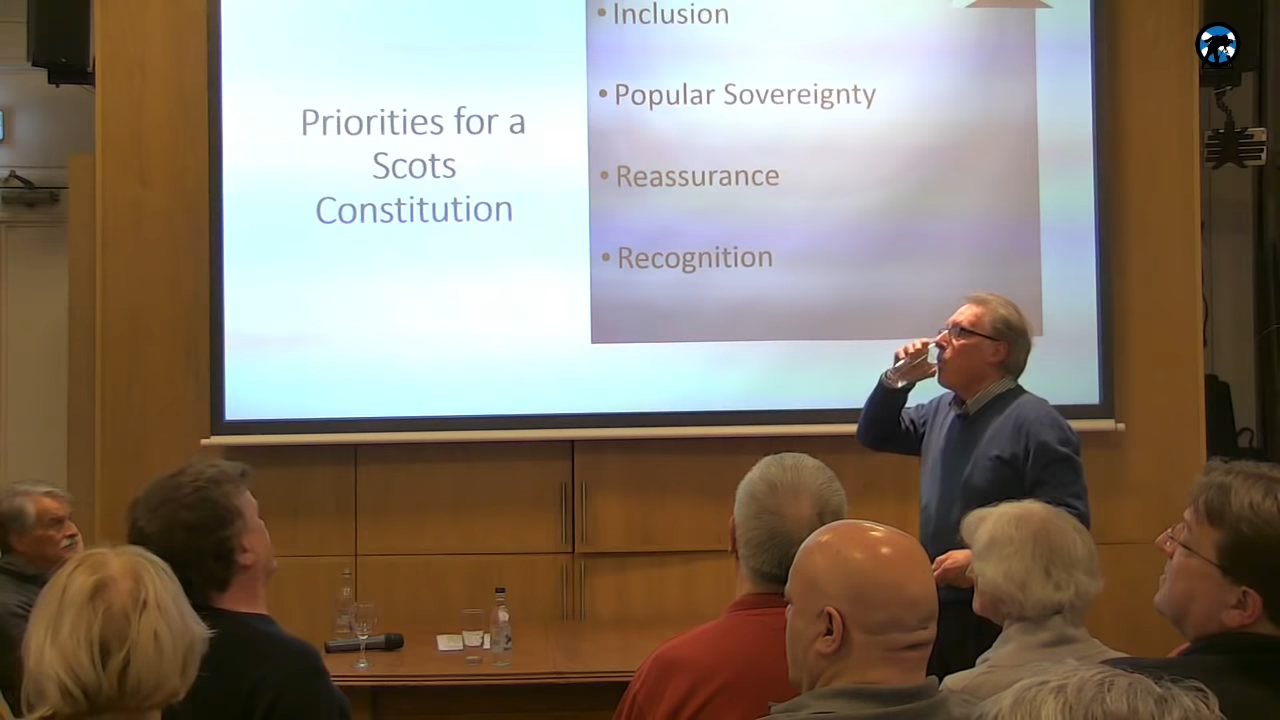 Priorities for a
Scots
Constitution
• Inclusion
• Popular Sovereignty
• Reassurance
• Recognition